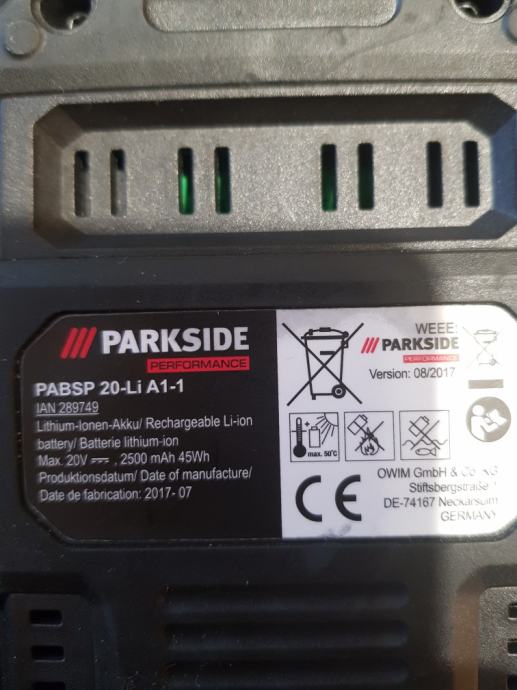 PARKSIDE
PERFORMANCE
PABSP 20-Li A1-1
IAN 289749
Lithium-Ionen-Akku/ Rechargeable Li-ion
battery/ Batterie lithium-ion
Max. 20V ⎓, 2500 mAh 45Wh
Produktionsdatum/ Date of manufacture/
Date de fabrication: 2017- 07
WEEE:
PARKSIDE
PERFORMANCE
Version: 08/2017
max. 50°C
CE
OWIM GmbH & Co. KG
Stiftsbergstraße 1
DE-74167 Neckarsulm
GERMANY